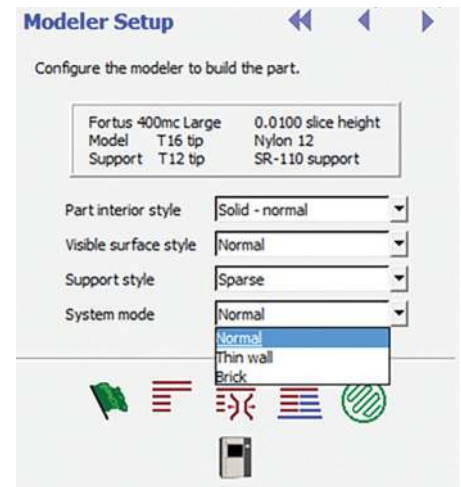 Modeler Setup
Configure the modeler to build the part.
Fortus 400mc Large 0.0100 slice height
Model T16 tip Nylon 12
Support T12 tip SR-110 support
Part interior style Solid - normal
Visible surface style Normal
Support style Sparse
System mode Normal
Normal
Thin wall
Brick